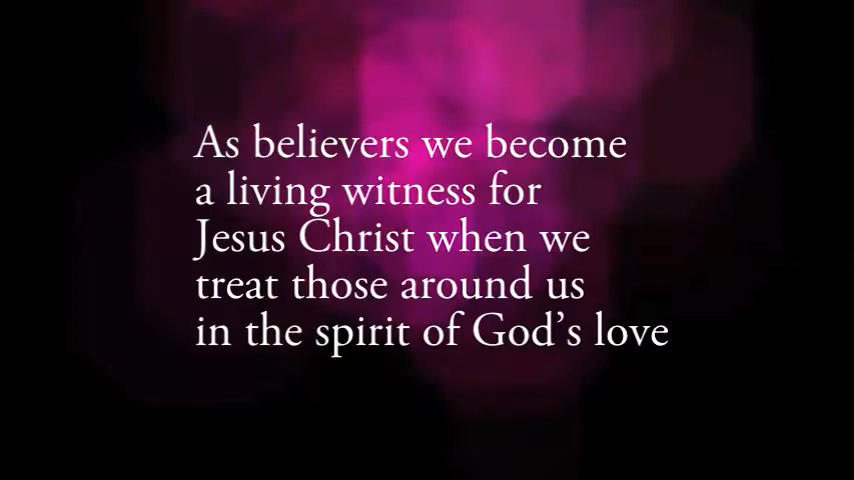 As believers we become
a living witness for
Jesus Christ when we
treat those around us
in the spirit of God’s love